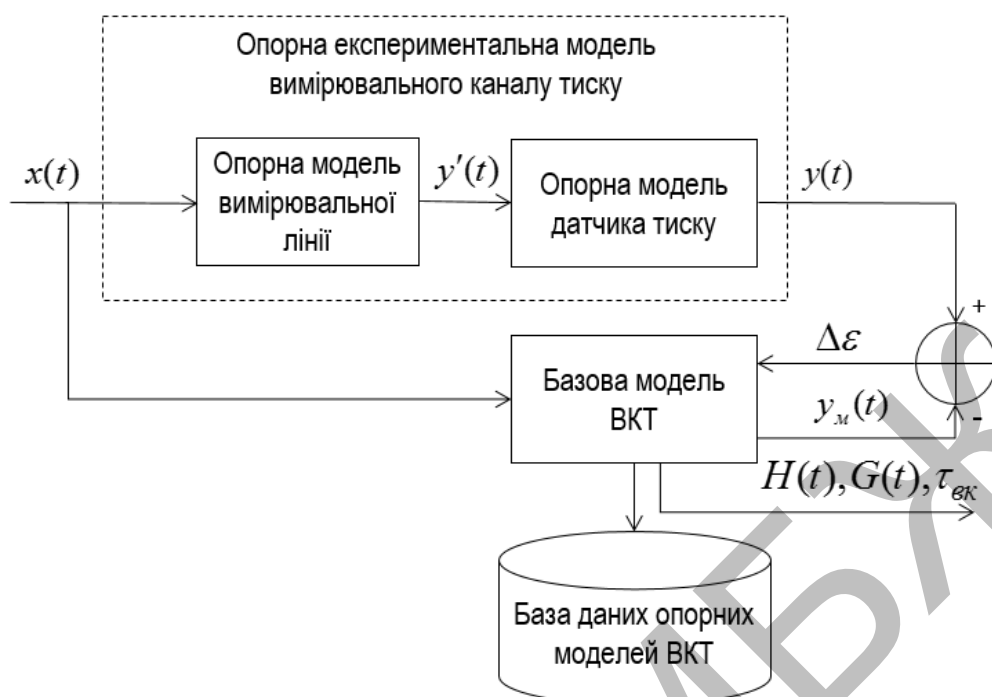 Опорна експериментальна модель
вимірювального каналу тиску
x(t)
Опорна модель
вимірювальної
лінії
y'(t)
Опорна модель
датчика тиску
y(t)
+
Δε
Базова модель
ВКТ
yм(t)
-
H(t), G(t), τвк
База даних опорних
моделей ВКТ
МБЖ